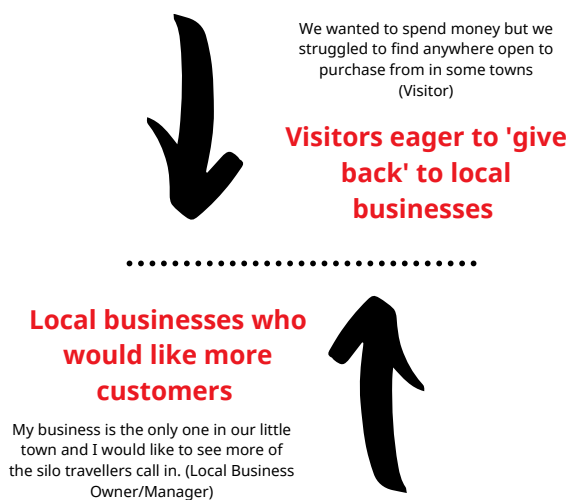 We wanted to spend money but we
struggled to find anywhere open to
purchase from in some towns
(Visitor)
Visitors eager to 'give
back' to local
businesses
Local businesses who
would like more
customers
My business is the only one in our little
town and I would like to see more of
the silo travellers call in. (Local Business
Owner/Manager)